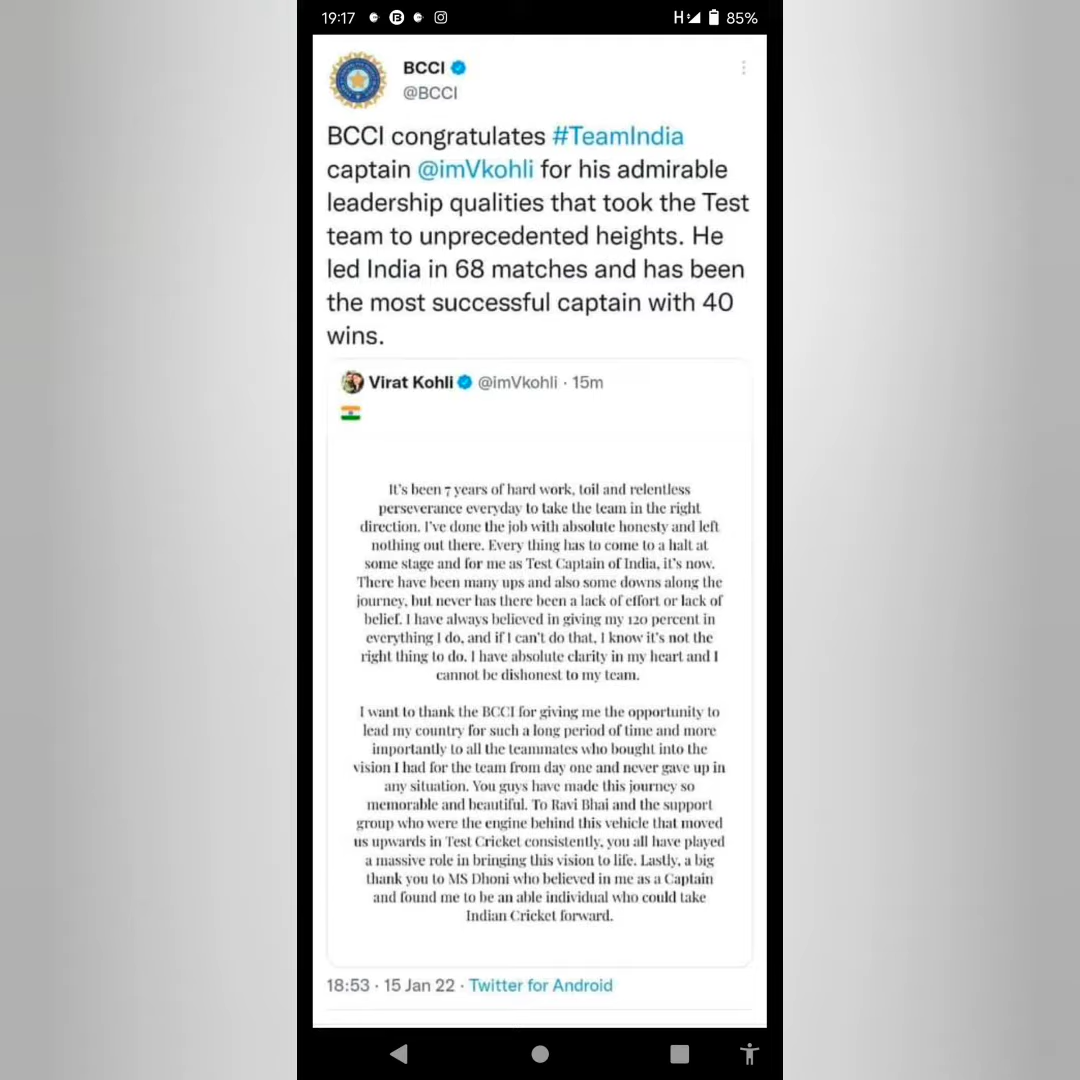 19:17
H 85%
BCCI
@BCCI
BCCI congratulates #TeamIndia
captain @imVkohli for his admirable
leadership qualities that took the Test
team to unprecedented heights. He
led India in 68 matches and has been
the most successful captain with 40
wins.
Virat Kohli @imVkohli · 15m
It's been 7 years of hard work, toil and relentless
perseverance everyday to take the team in the right
direction. I've done the job with absolute honesty and left
nothing out there. Every thing has to come to a halt at
some stage and for me as Test Captain of India, it's now.
There have been many ups and also some downs along the
journey, but never has there been a lack of effort or lack of
belief. I have always believed in giving my 120 percent in
everything I do, and if I can't do that, I know it's not the
right thing to do. I have absolute clarity in my heart and I
cannot be dishonest to my team.
I want to thank the BCCI for giving me the opportunity to
lead my country for such a long period of time and more
importantly to all the teammates who bought into the
vision I had for the team from day one and never gave up in
any situation. You guys have made this journey so
memorable and beautiful. To Ravi Bhai and the support
group who were the engine behind this vehicle that moved
us upwards in Test Cricket consistently, you all have played
a massive role in bringing this vision to life. Lastly, a big
thank you to MS Dhoni who believed in me as a Captain
and found me to be an able individual who could take
Indian Cricket forward.
18:53 · 15 Jan 22 · Twitter for Android